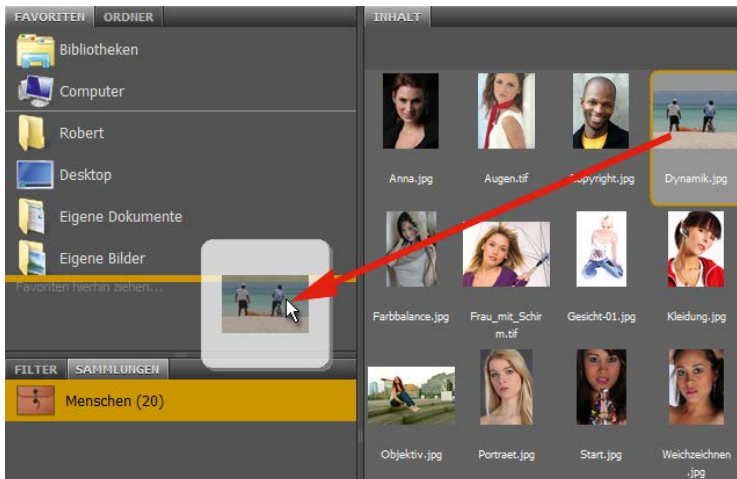 FAVORITEN ORDNER
Bibliotheken
Computer
Robert
Desktop
Eigene Dokumente
Eigene Bilder
Favoriten hierhin ziehen...
FILTER SAMMLUNGEN
Menschen (20)
INHALT
Anna.jpg Augen.tif Copyright.jpg Dynamik.jpg
Farbbalance.jpg Frau_mit_Schir Gesicht-01.jpg Kleidung.jpg
m.tif
Objektiv.jpg Portraet.jpg Start.jpg Weichzeichnen
.jpg